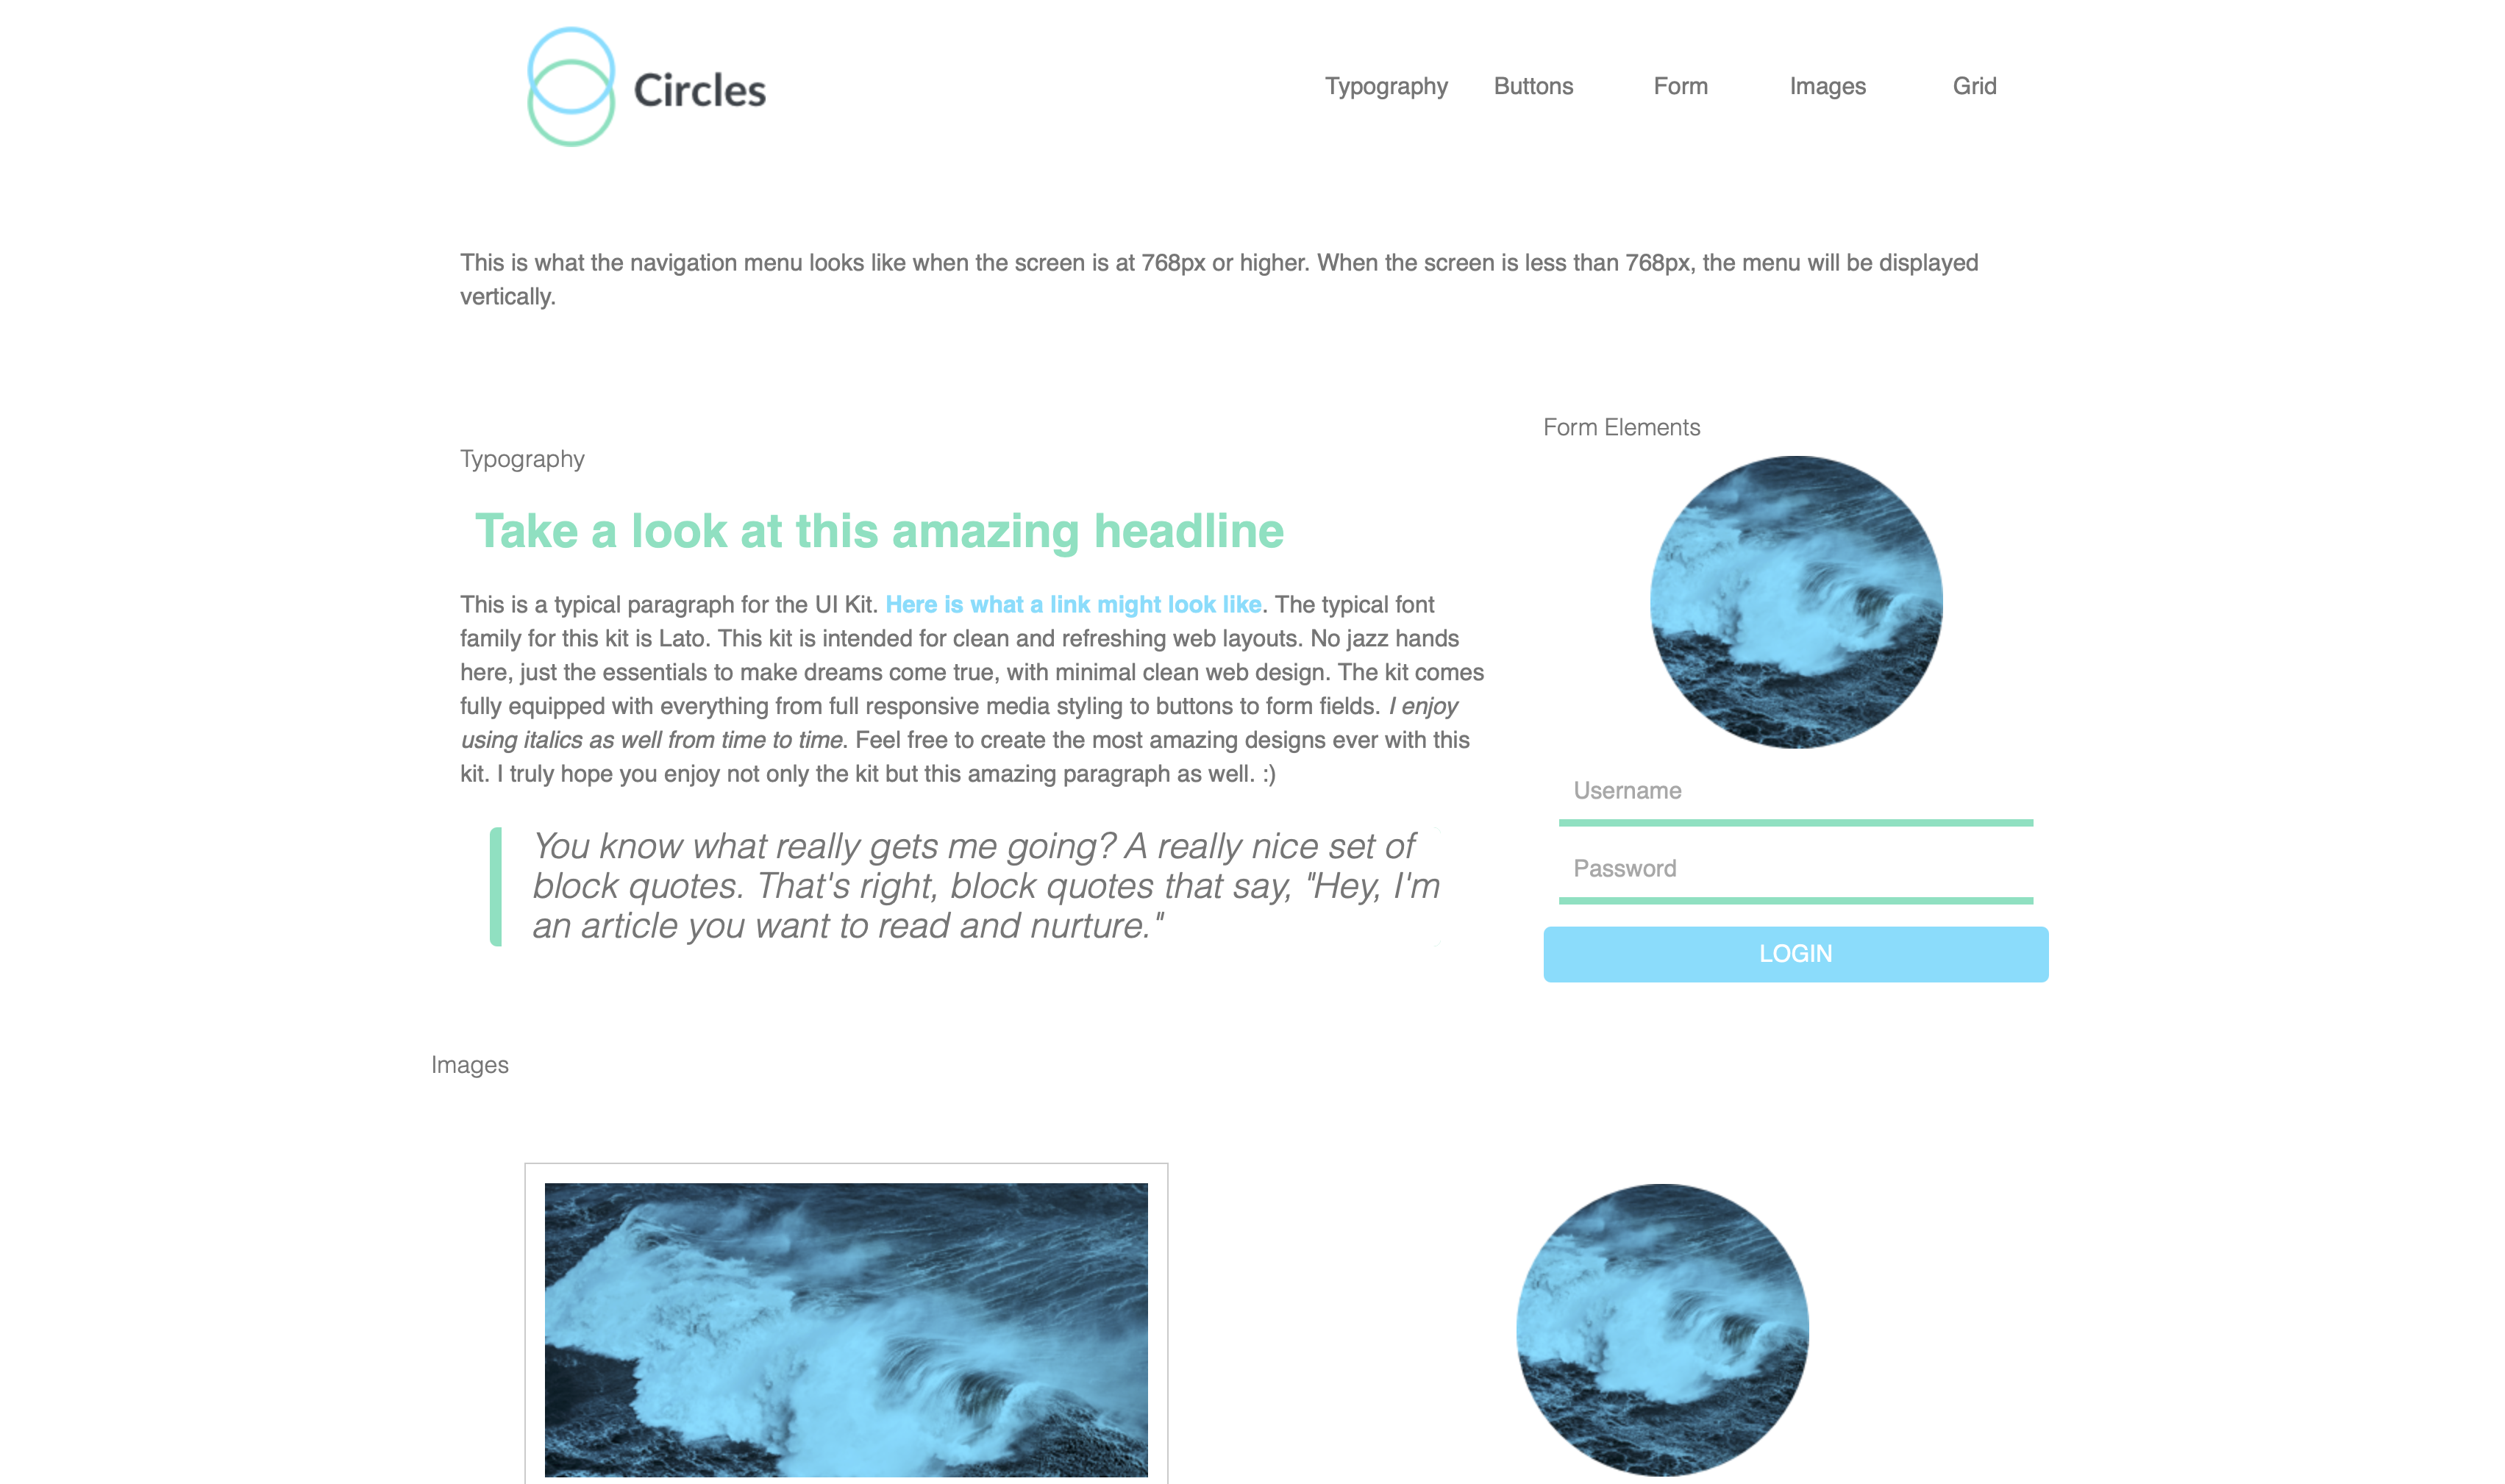 Circles
Typography Buttons Form Images Grid
This is what the navigation menu looks like when the screen is at 768px or higher. When the screen is less than 768px, the menu will be displayed
vertically.
Typography
Take a look at this amazing headline
This is a typical paragraph for the UI Kit. Here is what a link might look like. The typical font
family for this kit is Lato. This kit is intended for clean and refreshing web layouts. No jazz hands
here, just the essentials to make dreams come true, with minimal clean web design. The kit comes
fully equipped with everything from full responsive media styling to buttons to form fields. I enjoy
using italics as well from time to time. Feel free to create the most amazing designs ever with this
kit. I truly hope you enjoy not only the kit but this amazing paragraph as well. :)
You know what really gets me going? A really nice set of
block quotes. That's right, block quotes that say, "Hey, I'm
an article you want to read and nurture."
Form Elements
Username
Password
LOGIN
Images